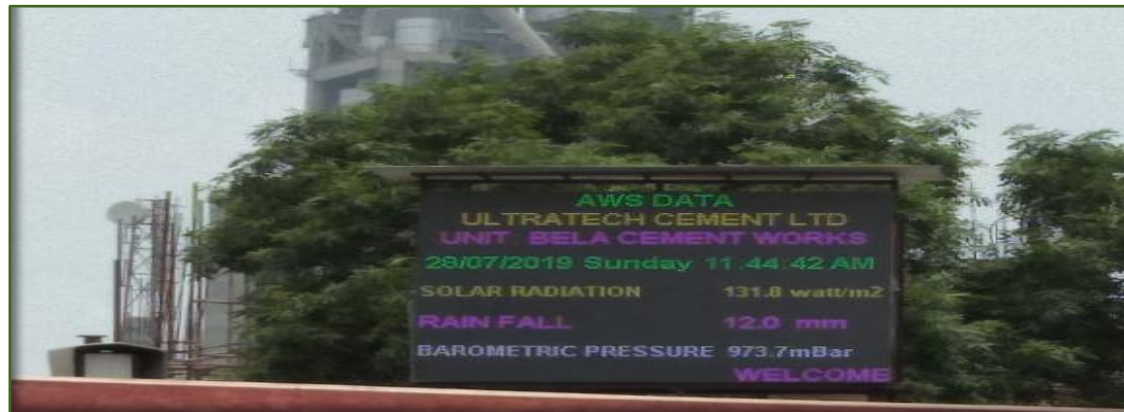 AWS DATA
ULTRATECH CEMENT LTD
UNIT BELA CEMENT WORKS
28/07/2019 Sunday 11:44:42 AM
SOLAR RADIATION 131.8 watt/m2
RAIN FALL 12.0 mm
BAROMETRIC PRESSURE 973.7mBar
WELCOME